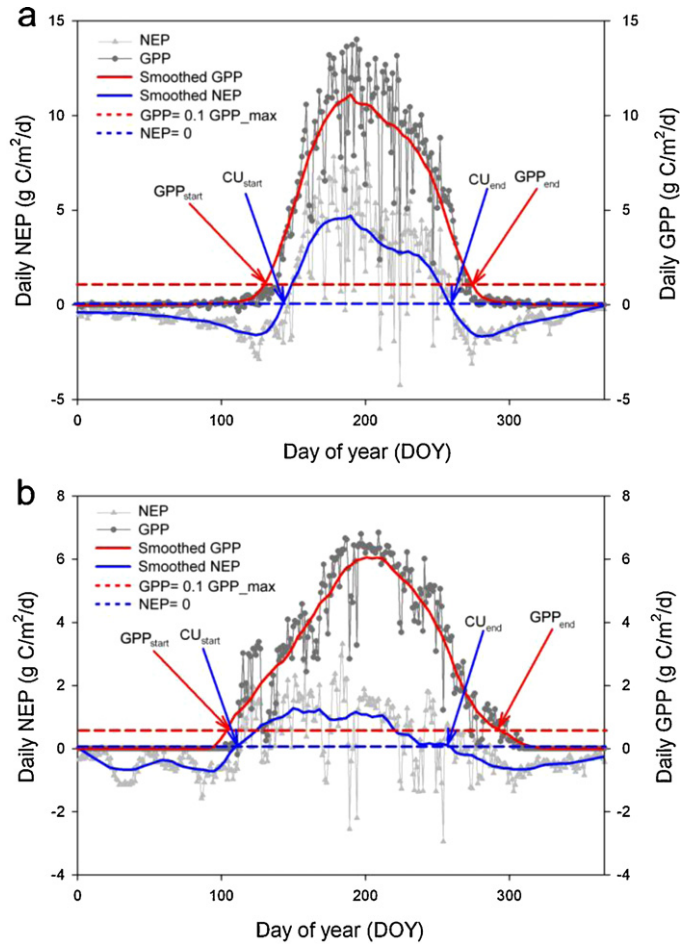 a
15
15
NEP
GPP
Smoothed GPP
Smoothed NEP
GPP= 0.1 GPP_max
NEP= 0
10
10
GPPstart
CUstart
CUend
GPPend
5
5
0
0
-5
-5
0
100
200
300
Daily NEP (g C/m²/d)
Daily GPP (g C/m²/d)
Day of year (DOY)
b
8
8
NEP
GPP
Smoothed GPP
Smoothed NEP
GPP= 0.1 GPP_max
NEP= 0
6
6
4
4
GPPstart
CUstart
CUend
GPPend
2
2
0
0
-2
-2
-4
-4
0
100
200
300
Daily NEP (g C/m²/d)
Daily GPP (g C/m²/d)
Day of year (DOY)